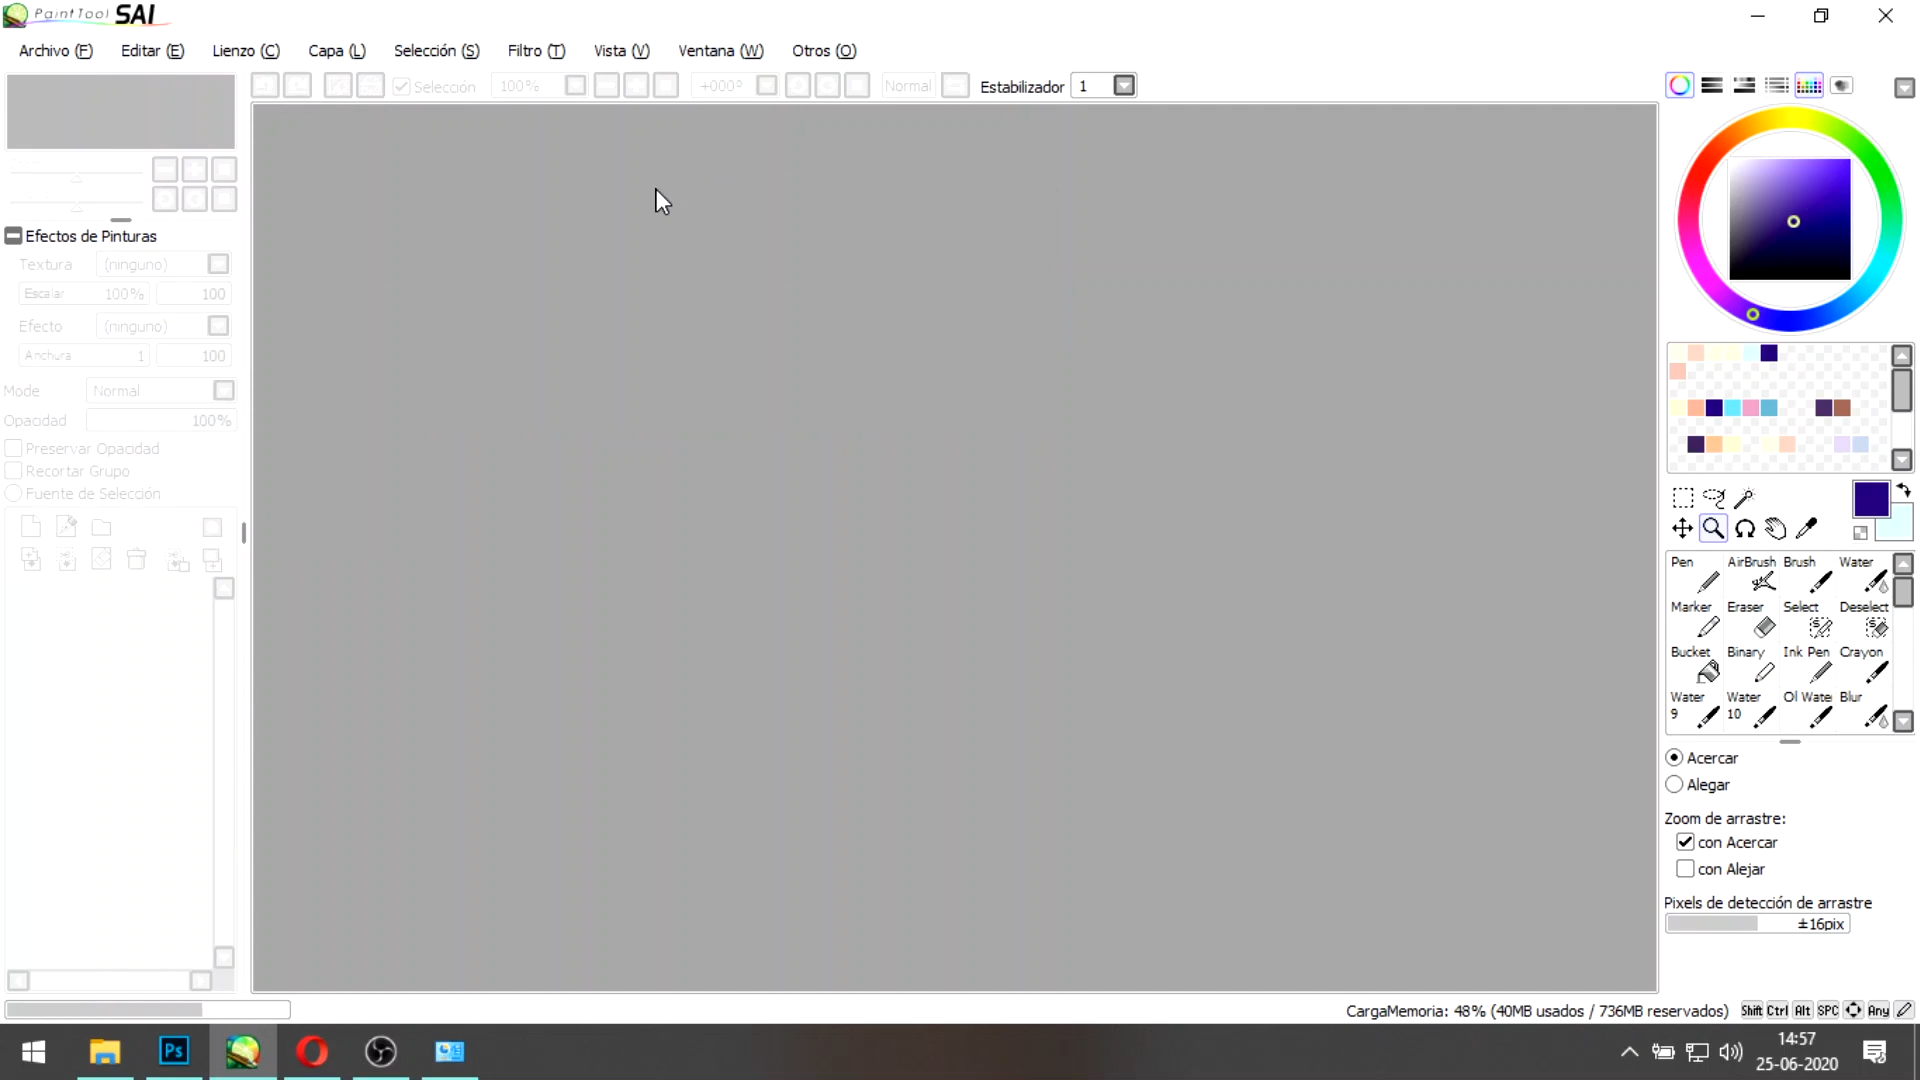 PaintTool SAI
Archivo (F) Editar (E) Lienzo (C) Capa (L) Selección (S) Filtro (T) Vista (V) Ventana (W) Otros (O)
Selección 100% +000º Normal Estabilizador 1
Efectos de Pinturas
Textura (ninguno)
Escalar 100% 100
Efecto (ninguno)
Anchura 1 100
Mode Normal
Opacidad 100%
Preservar Opacidad
Recortar Grupo
Fuente de Selección
Pen AirBrush Brush Water
Marker Eraser Select Deselect
Bucket Binary Ink Pen Crayon
Water 9 Water 10 Ol Wate Blur
Acercar
Alegar
Zoom de arrastre:
con Acercar
con Alejar
Pixels de detección de arrastre
±16pix
CargaMemoria: 48% (40MB usados / 736MB reservados) Shift Ctrl Alt SPC Any
Ps
14:57
25-06-2020